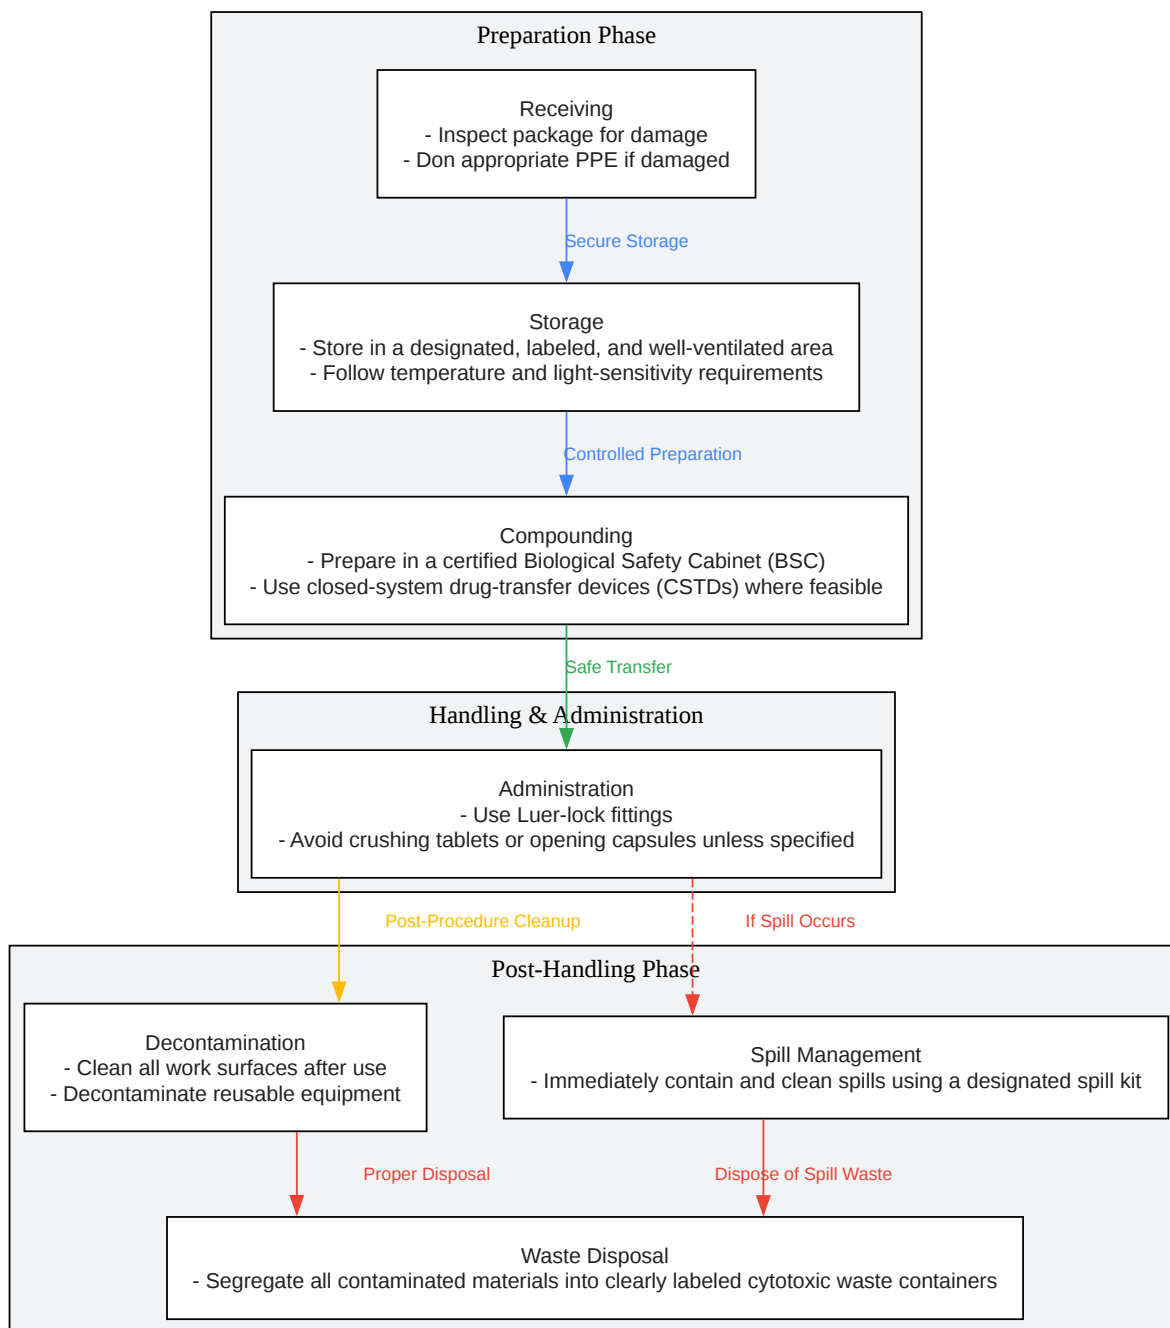 Preparation Phase
Receiving
- Inspect package for damage
- Don appropriate PPE if damaged
Secure Storage
Storage
- Store in a designated, labeled, and well-ventilated area
- Follow temperature and light-sensitivity requirements
Controlled Preparation
Compounding
- Prepare in a certified Biological Safety Cabinet (BSC)
- Use closed-system drug-transfer devices (CSTDs) where feasible
Safe Transfer
Handling & Administration
Administration
- Use Luer-lock fittings
- Avoid crushing tablets or opening capsules unless specified
Post-Procedure Cleanup
If Spill Occurs
Post-Handling Phase
Decontamination
- Clean all work surfaces after use
- Decontaminate reusable equipment
Spill Management
- Immediately contain and clean spills using a designated spill kit
Proper Disposal
Dispose of Spill Waste
Waste Disposal
- Segregate all contaminated materials into clearly labeled cytotoxic waste containers